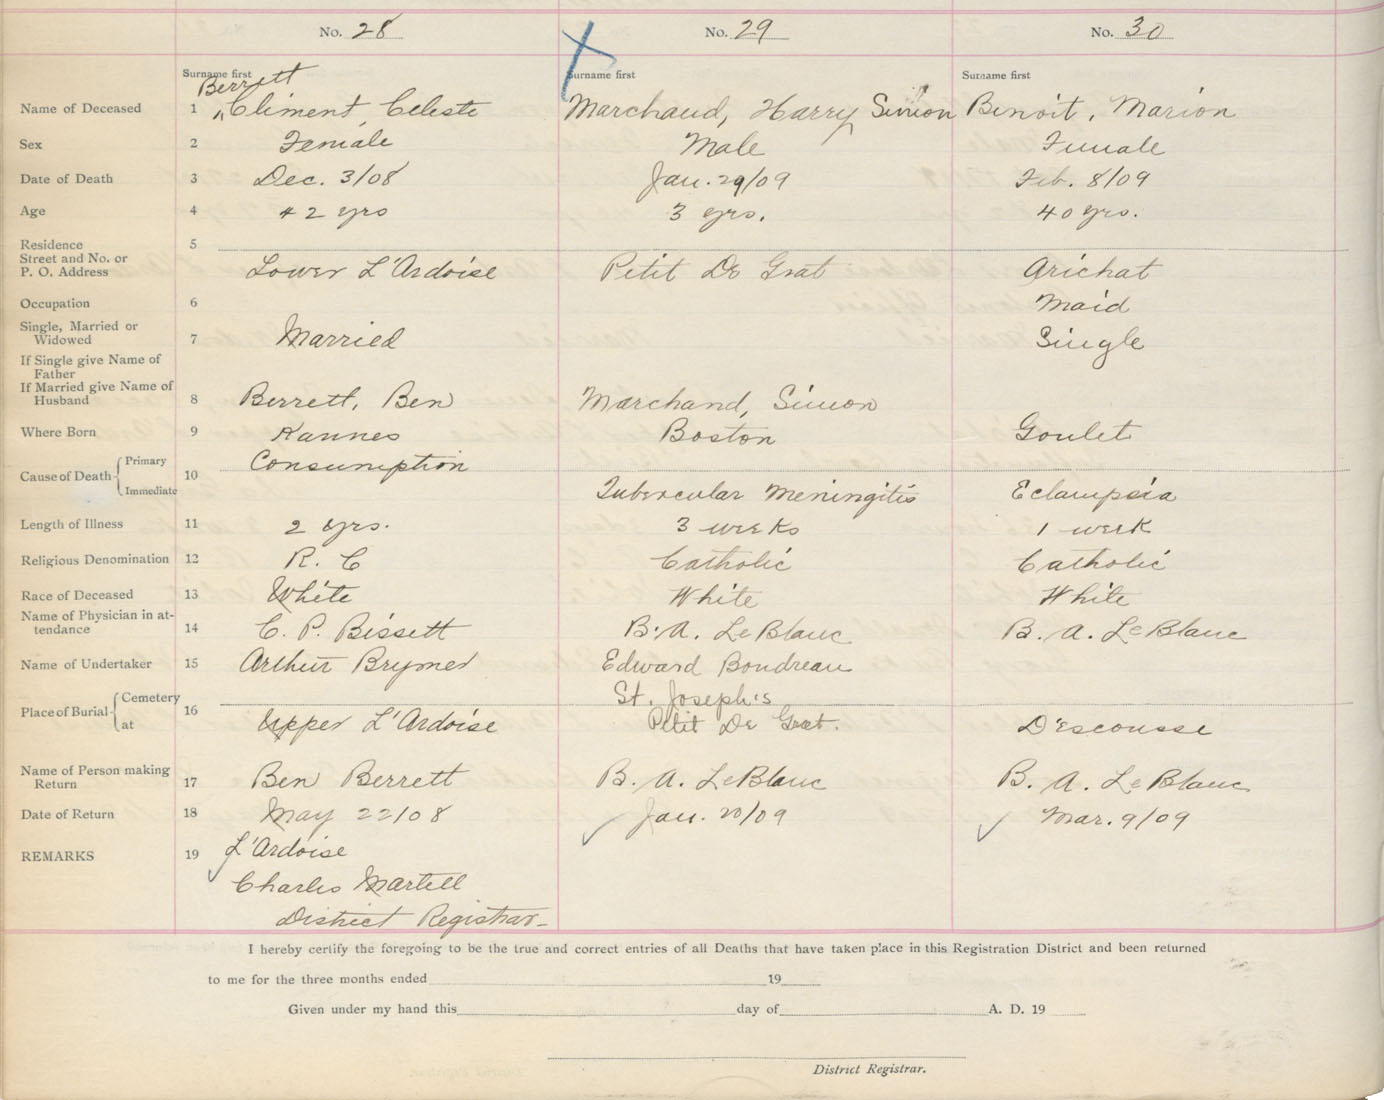 No. 28 No. 29 No. 30
Surname first Surname first Surname first
Berrett
Name of Deceased 1 "Climent, Celeste Marchaud, Harry Simon Benoit, Marion
Sex 2 Female Male Female
Date of Death 3 Dec. 3/08 Jan. 29/09 Feb. 8/09
Age 4 42 yrs 3 yrs. 40 yrs.
Residence 5
Street and No. or
P. O. Address Lower L'Ardoise Petit De Grat Arichat
Occupation 6 Maid
Single, Married or
Widowed 7 Married Single
If Single give Name of
Father
If Married give Name of
Husband 8 Berrett, Ben Marchand, Simon
Where Born 9 Kannes Boston Goulet
Cause of Death Primary 10 Consumption
Immediate Tubercular Meningitis Eclampsia
Length of Illness 11 2 yrs. 3 weeks 1 week
Religious Denomination 12 R. C Catholic Catholic
Race of Deceased 13 White White White
Name of Physician in at-
tendance 14 C. P. Bissett B. A. LeBlanc B. A. LeBlanc
Name of Undertaker 15 Arthur Brymer Edward Boudreau
Place of Burial Cemetery 16 St. Joseph's
at Upper L'Ardoise Petit De Grat. D'escousse
Name of Person making
Return 17 Ben Berrett B. A. LeBlanc B. A. LeBlanc
Date of Return 18 May 22/08 Jan. 20/09 Mar. 9/09
REMARKS 19 L'Ardoise
Charles Martell
District Registrar
I hereby certify the foregoing to be the true and correct entries of all Deaths that have taken place in this Registration District and been returned
to me for the three months ended 19
Given under my hand this day of A. D. 19
District Registrar.